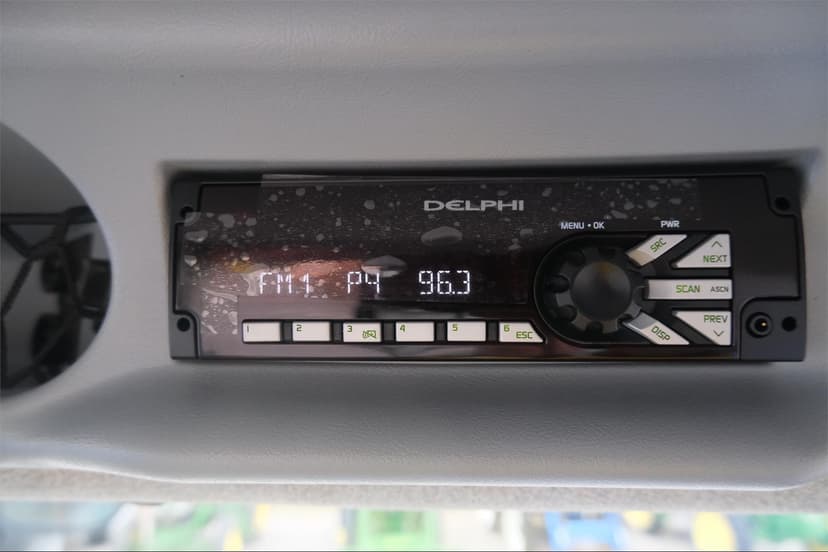 DELPHI
MENU • OK
PWR
SRC
NEXT
FM1 P4 96.3
SCAN ASCN
1
2
3
4
5
6 ESC
DISP
PREV